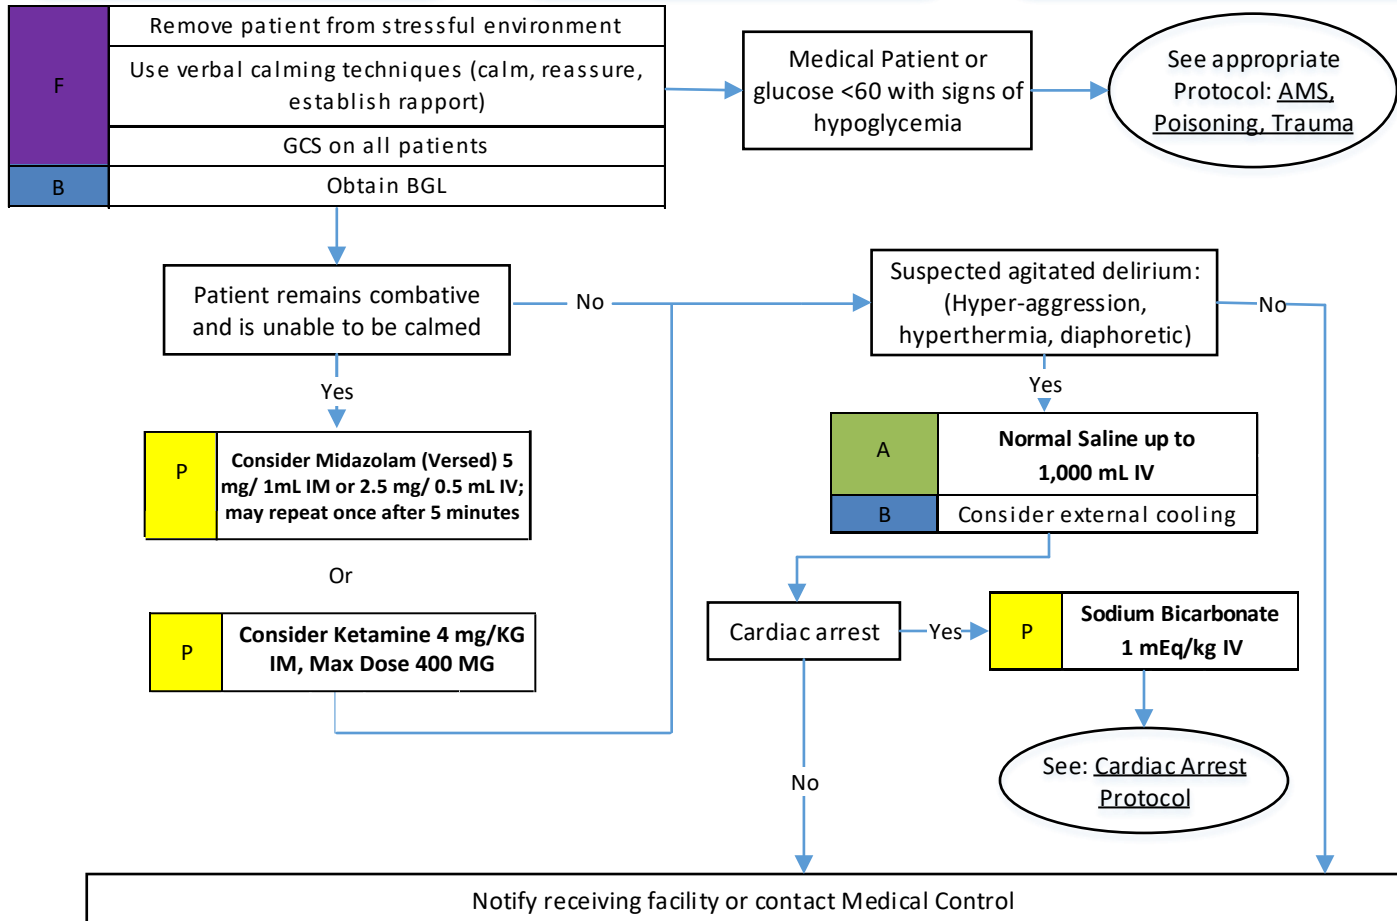 F
Remove patient from stressful environment
Use verbal calming techniques (calm, reassure,
establish rapport)
GCS on all patients
B
Obtain BGL
Medical Patient or
glucose <60 with signs of
hypoglycemia
See appropriate
Protocol: AMS,
Poisoning, Trauma
Patient remains combative
and is unable to be calmed
No
Suspected agitated delirium:
(Hyper-aggression,
hyperthermia, diaphoretic)
No
Yes
Yes
P
Consider Midazolam (Versed) 5
mg/ 1mL IM or 2.5 mg/ 0.5 mL IV;
may repeat once after 5 minutes
A
Normal Saline up to
1,000 mL IV
B
Consider external cooling
Or
P
Consider Ketamine 4 mg/KG
IM, Max Dose 400 MG
Cardiac arrest
Yes
P
Sodium Bicarbonate
1 mEq/kg IV
No
See: Cardiac Arrest
Protocol
Notify receiving facility or contact Medical Control